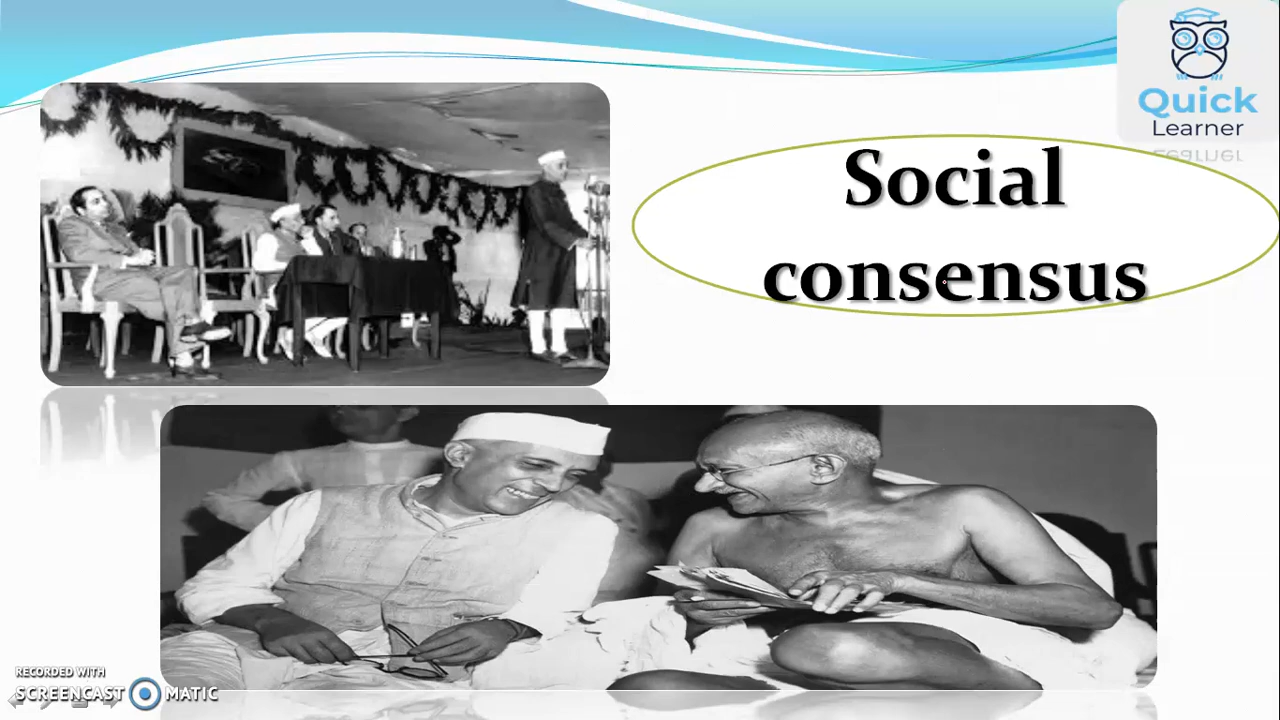 Quick
Learner
Social
consensus
RECORDED WITH
SCREENCAST MATIC